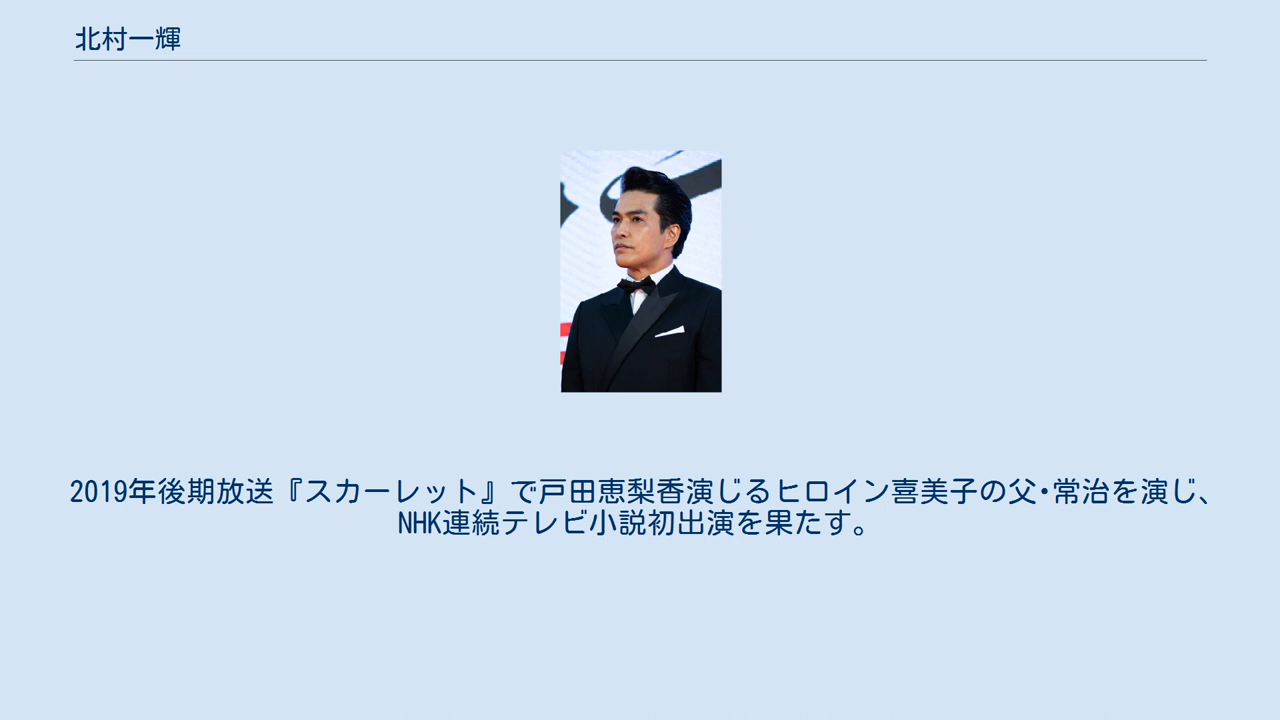 北村一輝
2019年後期放送『スカーレット』で戸田恵梨香演じるヒロイン喜美子の父･常治を演じ、
NHK連続テレビ小説初出演を果たす。